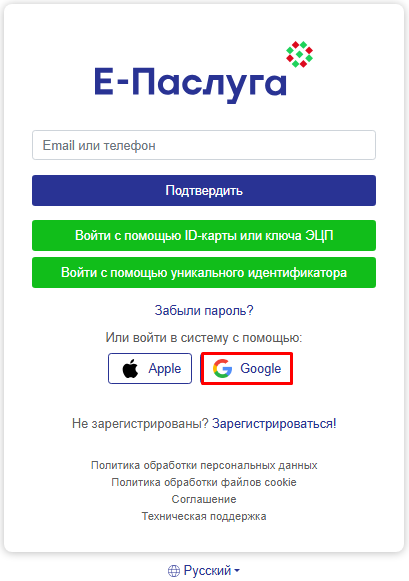 Е-Паслуга
Email или телефон
Подтвердить
Войти с помощью ID-карты или ключа ЭЦП
Войти с помощью уникального идентификатора
Забыли пароль?
Или войти в систему с помощью:
Apple Google
Не зарегистрированы? Зарегистрироваться!
Политика обработки персональных данных
Политика обработки файлов cookie
Соглашение
Техническая поддержка
Русский